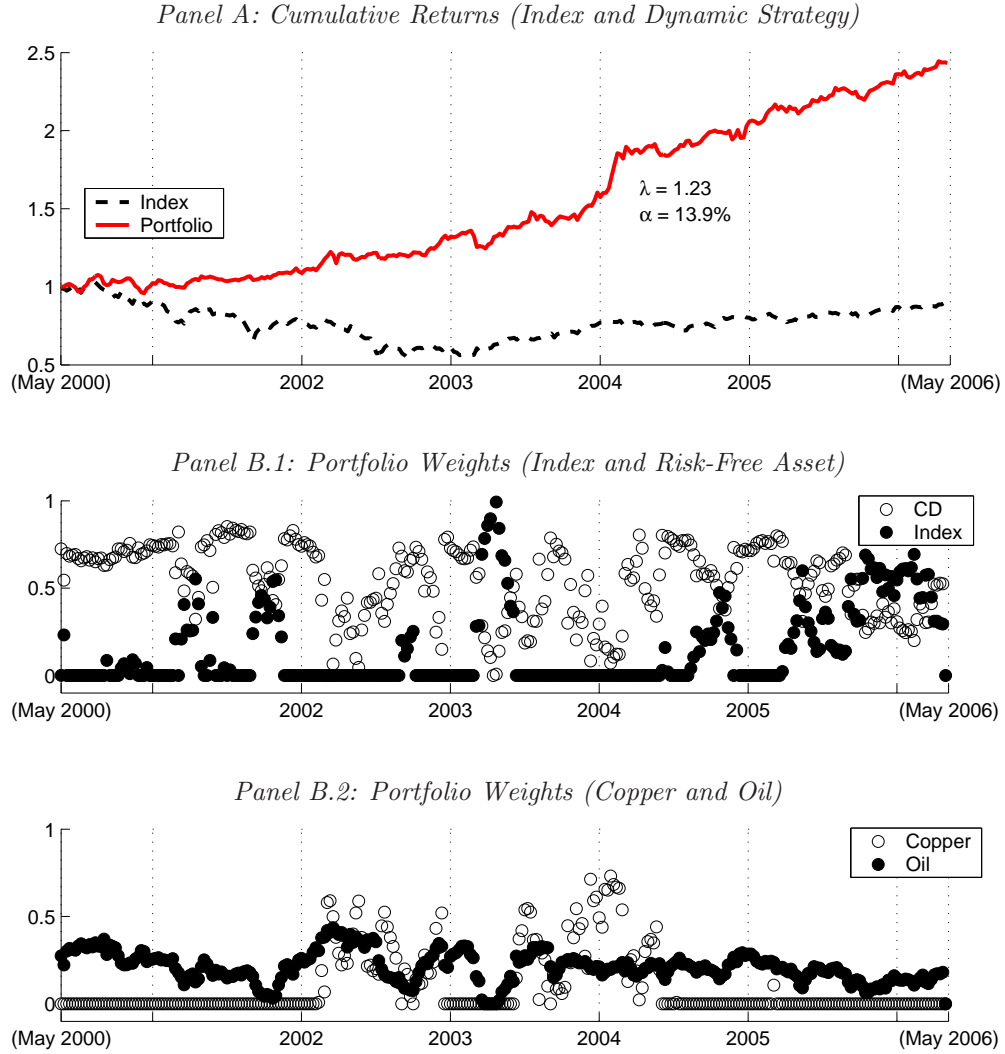 Panel A: Cumulative Returns (Index and Dynamic Strategy)
2.5
2
1.5
1
0.5
Index
Portfolio
λ = 1.23
α = 13.9%
(May 2000) 2002 2003 2004 2005 (May 2006)
Panel B.1: Portfolio Weights (Index and Risk-Free Asset)
1
0.5
0
CD
Index
(May 2000) 2002 2003 2004 2005 (May 2006)
Panel B.2: Portfolio Weights (Copper and Oil)
1
0.5
0
Copper
Oil
(May 2000) 2002 2003 2004 2005 (May 2006)